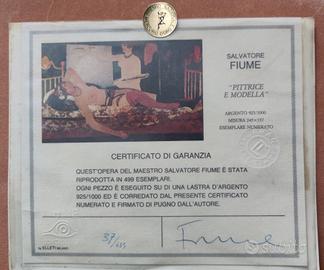 SALVATORE
FIUME
"PITTRICE
E MODELLA"
ARGENTO 925/1000
ESEMPLARE NUMERATO
CERTIFICATO DI GARANZIA
QUEST'OPERA DEL MAESTRO SALVATORE FIUME È STATA
RIPRODOTTA IN 499 ESEMPLARI.
OGNI PEZZO È ESEGUITO SU DI UNA LASTRA D'ARGENTO
925/1000 ED È CORREDATO DAL PRESENTE CERTIFICATO
NUMERATO E FIRMATO DI PUGNO DALL'AUTORE.
Fiume
subito